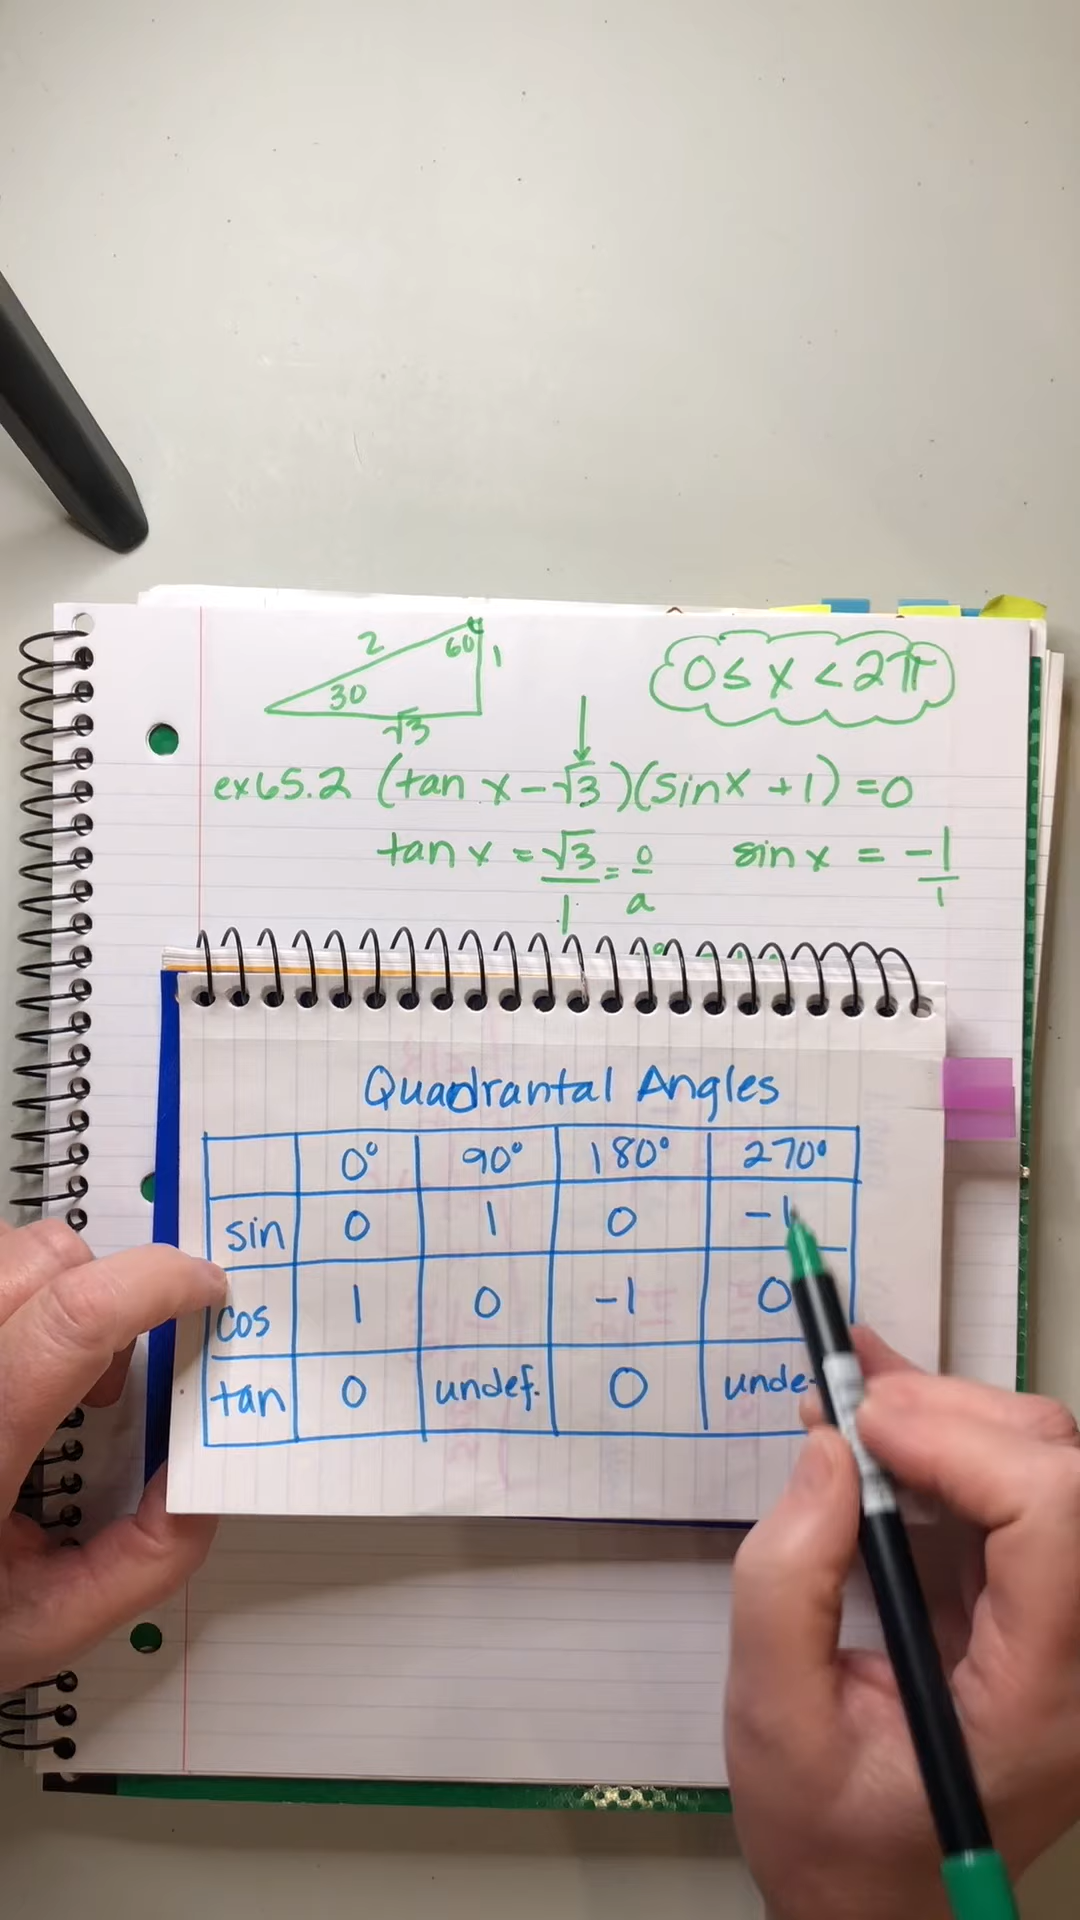 2 60 1
30
√3
0 ≤ x < 2π
ex 65.2 (tan x - √3)(sin x + 1) = 0
tan x = √3/1 = o/a sin x = -1/1
Quadrantal Angles
0° 90° 180° 270°
sin 0 1 0 -1
cos 1 0 -1 0
tan 0 undef. 0 unde